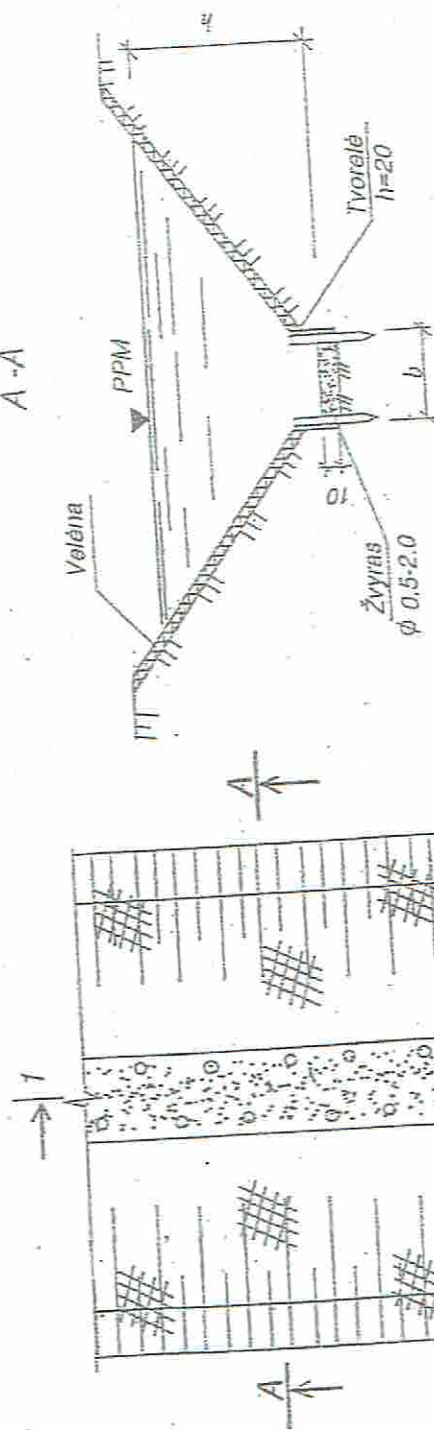 A-A
Velėna
PPM
h
Tvorelė
h=20
10
b
Žvyras
ϕ 0.5-2.0
1
A
A